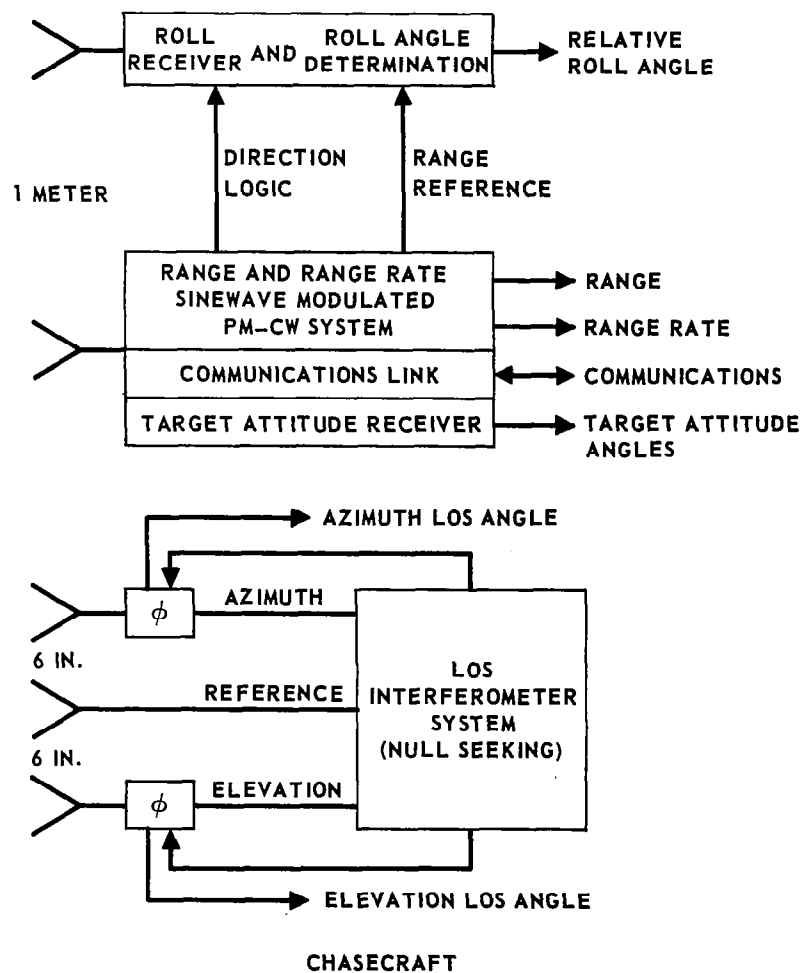 ROLL RECEIVER AND ROLL ANGLE DETERMINATION
RELATIVE
ROLL ANGLE
DIRECTION
LOGIC
RANGE
REFERENCE
1 METER
RANGE AND RANGE RATE
SINEWAVE MODULATED
PM–CW SYSTEM
RANGE
RANGE RATE
COMMUNICATIONS LINK
COMMUNICATIONS
TARGET ATTITUDE RECEIVER
TARGET ATTITUDE
ANGLES
AZIMUTH LOS ANGLE
ϕ
AZIMUTH
6 IN.
REFERENCE
LOS
INTERFEROMETER
SYSTEM
(NULL SEEKING)
6 IN.
ϕ
ELEVATION
ELEVATION LOS ANGLE
CHASECRAFT